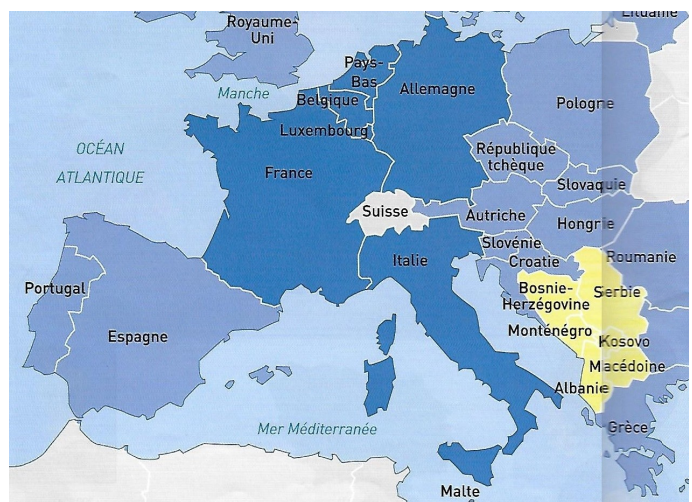 Lituanie
Royaume-
Uni
Pays-
Bas
Manche
Belgique
Allemagne
Pologne
Luxembourg
OCÉAN
ATLANTIQUE
France
République
tchèque
Slovaquie
Suisse
Autriche
Hongrie
Slovénie
Croatie
Roumanie
Italie
Portugal
Espagne
Bosnie-
Herzégovine
Serbie
Monténégro
Kosovo
Macédoine
Albanie
Grèce
Mer Méditerranée
Malte